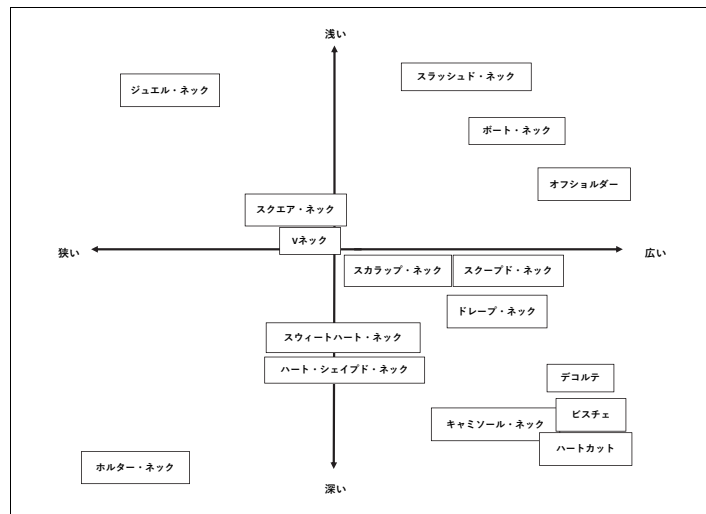 浅い
スラッシュド・ネック
ジュエル・ネック
ボート・ネック
オフショルダー
スクエア・ネック
Vネック
狭い
広い
スカラップ・ネック
スクープド・ネック
ドレープ・ネック
スウィートハート・ネック
ハート・シェイプド・ネック
デコルテ
ビスチェ
キャミソール・ネック
ハートカット
ホルター・ネック
深い